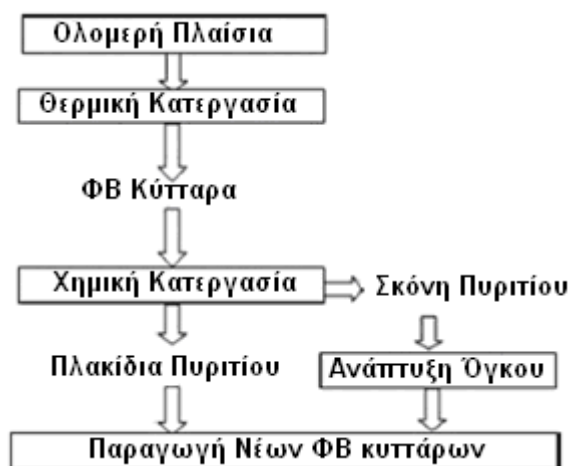 Ολομερή Πλαίσια
Θερμική Κατεργασία
ΦΒ Κύτταρα
Χημική Κατεργασία
Σκόνη Πυριτίου
Πλακίδια Πυριτίου
Ανάπτυξη Όγκου
Παραγωγή Νέων ΦΒ κυττάρων